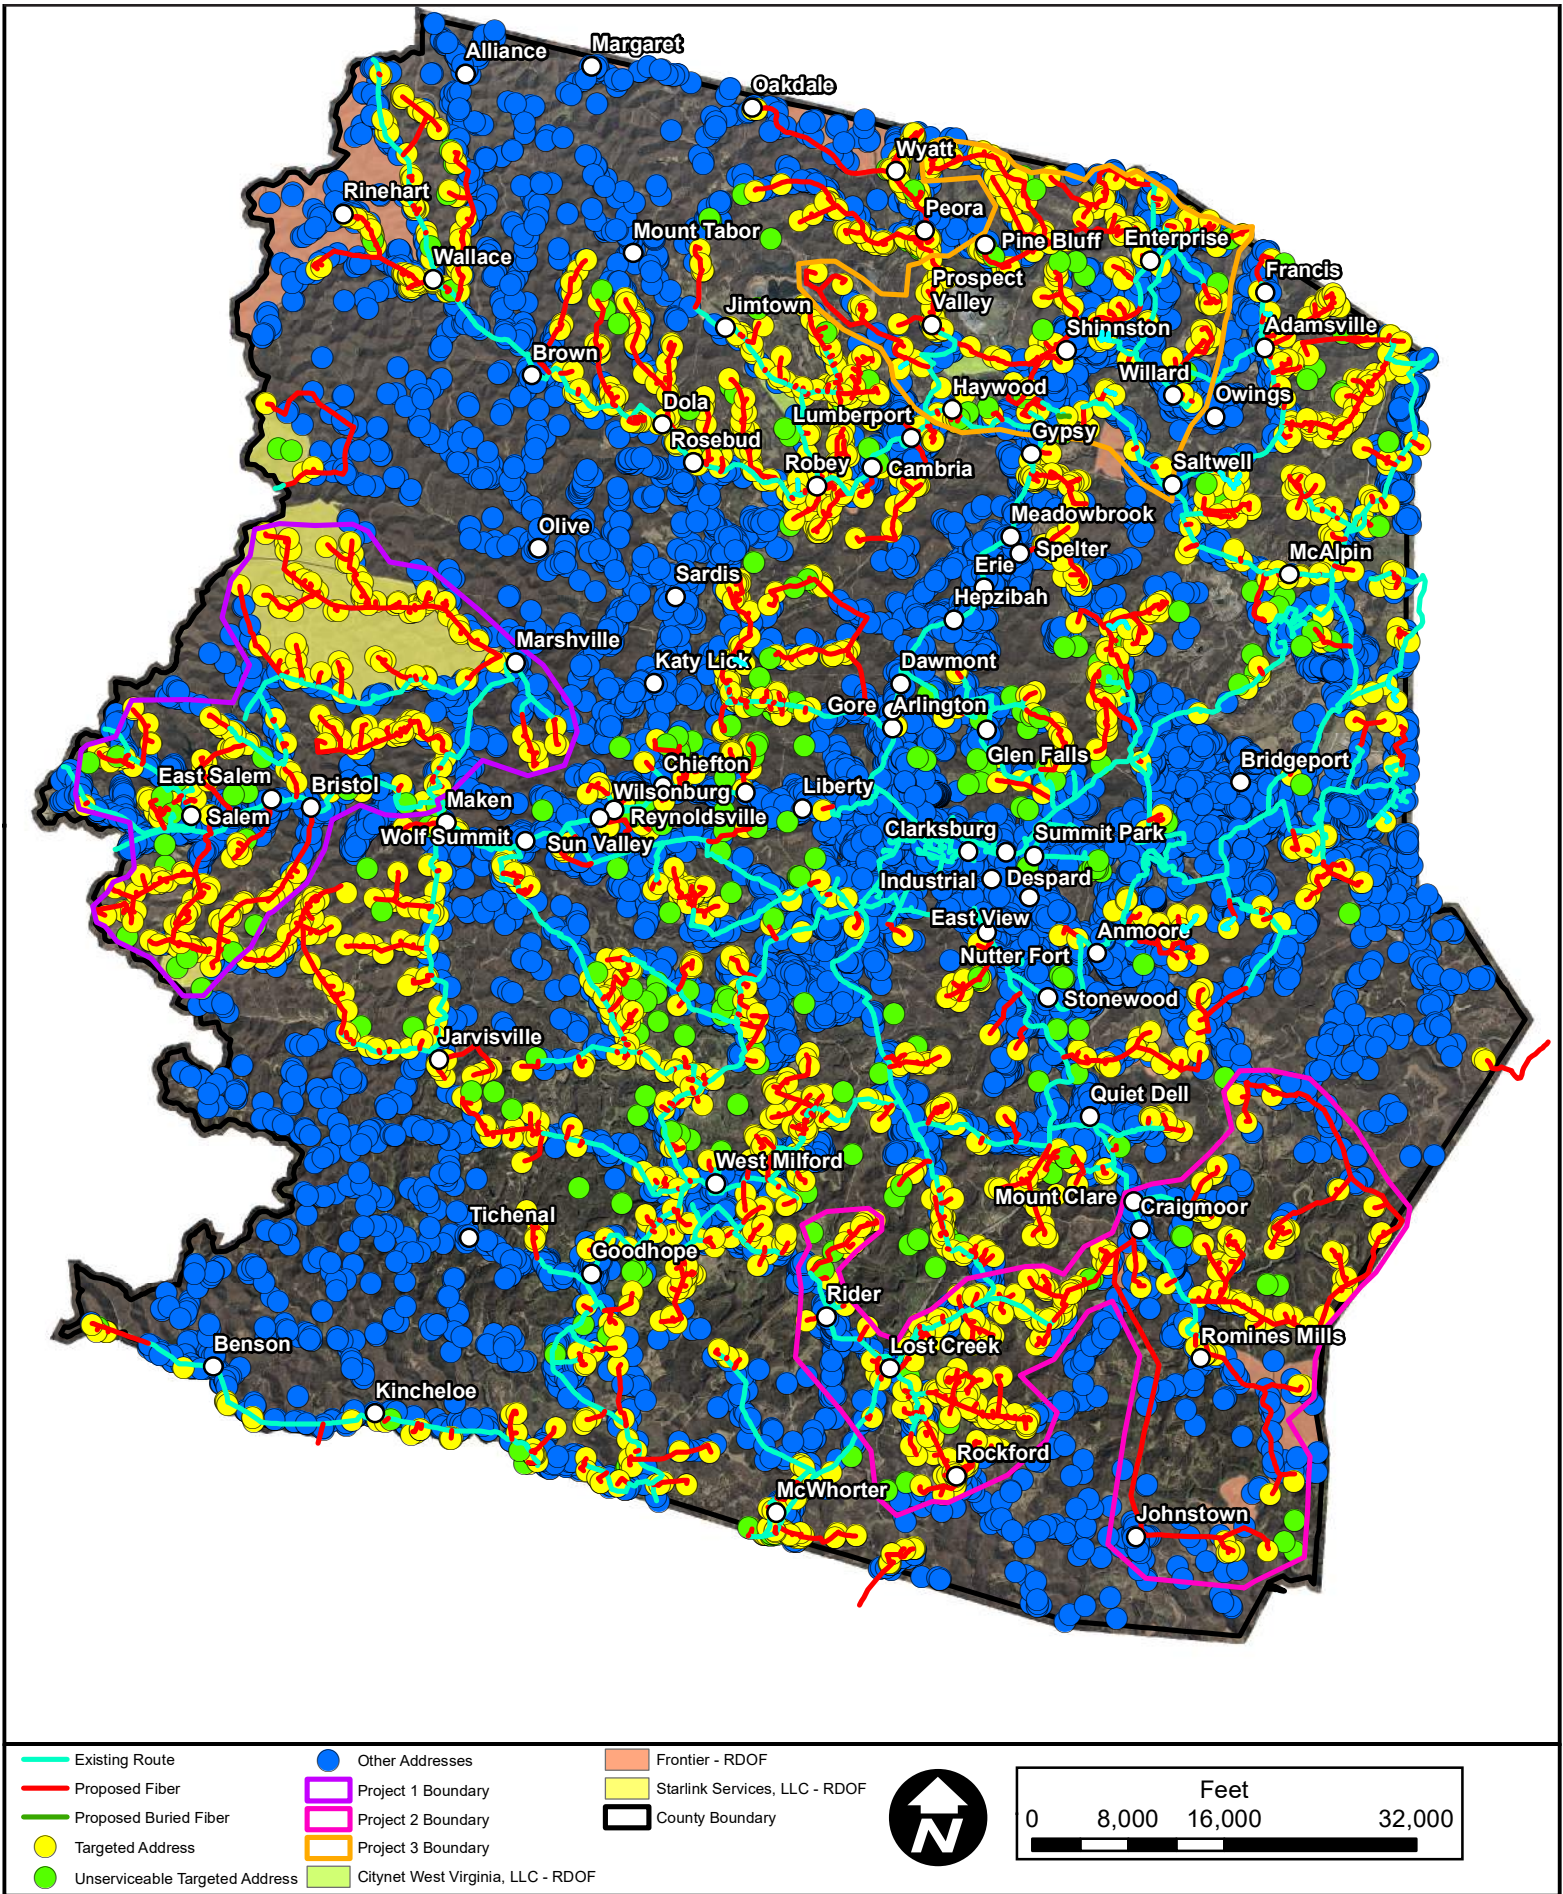 Alliance
Margaret
Oakdale
Wyatt
Rinehart
Peora
Mount Tabor
Pine Bluff
Enterprise
Wallace
Prospect
Valley
Francis
Jimtown
Shinnston
Adamsville
Brown
Willard
Haywood
Owings
Dola
Lumberport
Rosebud
Gypsy
Robey
Cambria
Saltwell
Olive
Meadowbrook
Spelter
McAlpin
Erie
Sardis
Hepzibah
Marshville
Katy Lick
Dawmont
Gore
Arlington
Glen Falls
Bridgeport
Chiefton
East Salem
Bristol
Wilsonburg
Liberty
Maken
Salem
Reynoldsville
Wolf Summit
Sun Valley
Clarksburg
Summit Park
Industrial
Despard
East View
Anmoore
Nutter Fort
Stonewood
Jarvisville
Quiet Dell
West Milford
Mount Clare
Craigmoor
Tichenal
Goodhope
Rider
Romines Mills
Benson
Lost Creek
Kincheloe
Rockford
McWhorter
Johnstown
Existing Route
Proposed Fiber
Proposed Buried Fiber
Targeted Address
Unserviceable Targeted Address
Other Addresses
Project 1 Boundary
Project 2 Boundary
Project 3 Boundary
Citynet West Virginia, LLC - RDOF
Frontier - RDOF
Starlink Services, LLC - RDOF
County Boundary
N
Feet
0 8,000 16,000 32,000